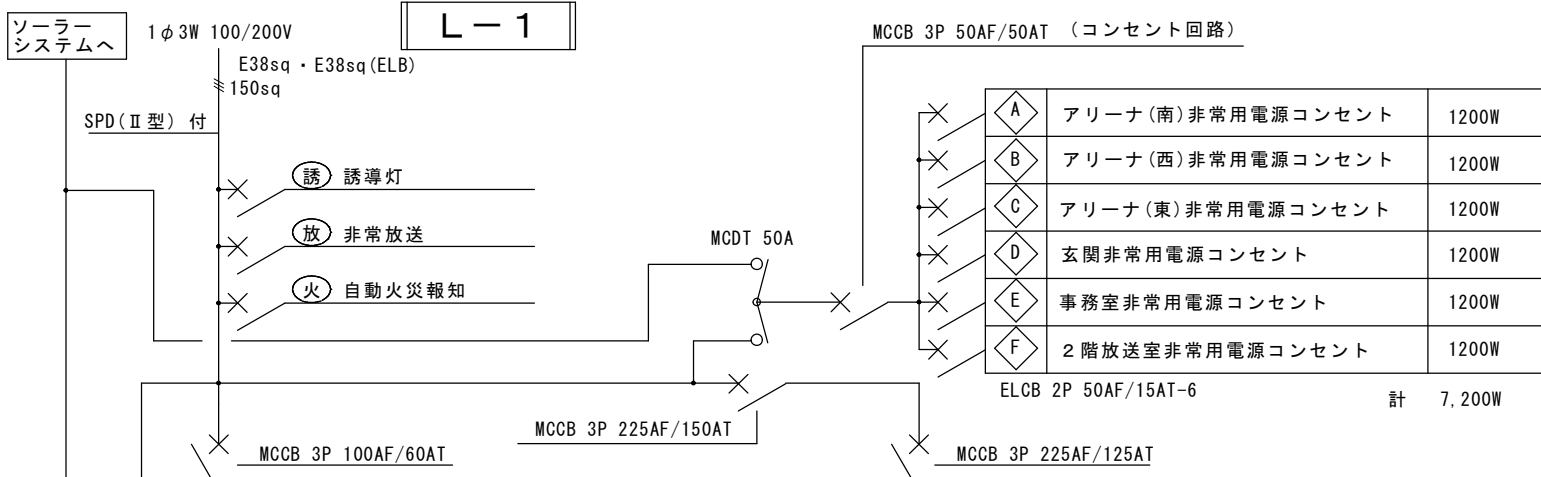 ソーラー
システムへ
1φ3W 100/200V
L－1
E38sq・E38sq(ELB)
150sq
SPD(Ⅱ型) 付
誘 誘導灯
放 非常放送
火 自動火災報知
MCDT 50A
MCCB 3P 50AF/50AT (コンセント回路)
A アリーナ(南)非常用電源コンセント 1200W
B アリーナ(西)非常用電源コンセント 1200W
C アリーナ(東)非常用電源コンセント 1200W
D 玄関非常用電源コンセント 1200W
E 事務室非常用電源コンセント 1200W
F 2階放送室非常用電源コンセント 1200W
ELCB 2P 50AF/15AT-6
計 7,200W
MCCB 3P 225AF/150AT
MCCB 3P 100AF/60AT
MCCB 3P 225AF/125AT